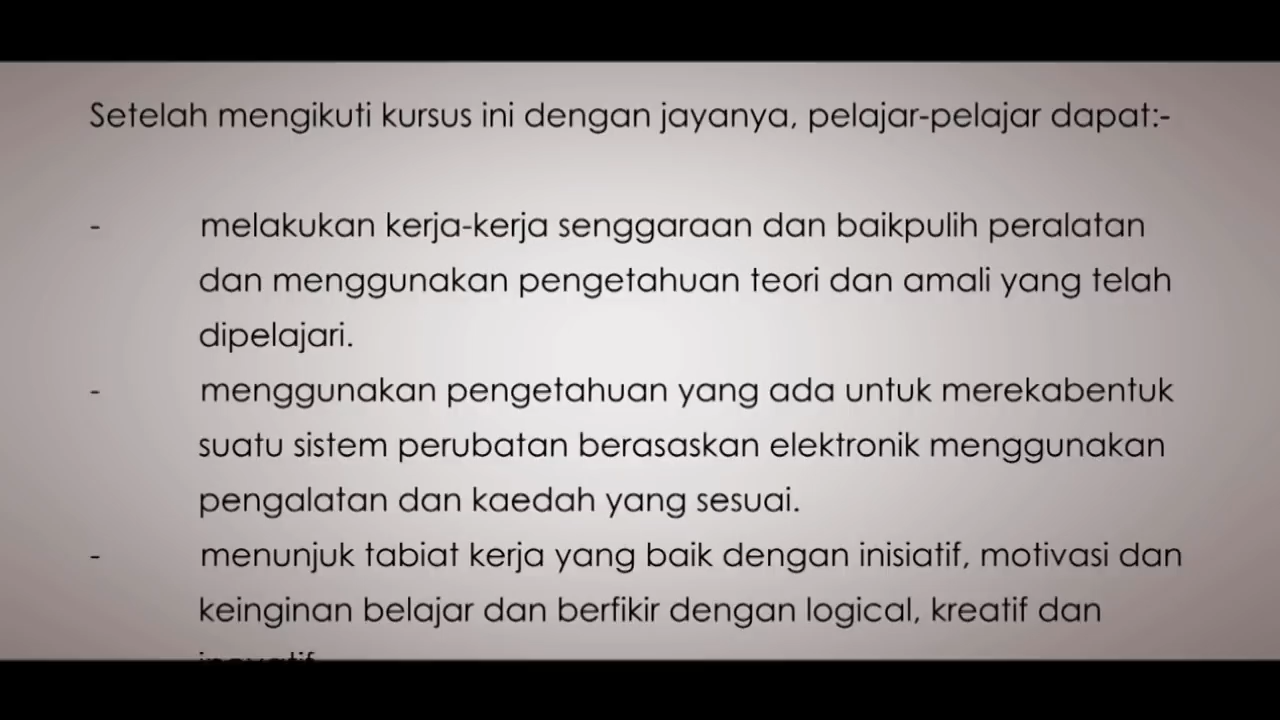 Setelah mengikuti kursus ini dengan jayanya, pelajar-pelajar dapat:-
- melakukan kerja-kerja senggaraan dan baikpulih peralatan
dan menggunakan pengetahuan teori dan amali yang telah
dipelajari.
- menggunakan pengetahuan yang ada untuk merekabentuk
suatu sistem perubatan berasaskan elektronik menggunakan
pengalatan dan kaedah yang sesuai.
- menunjuk tabiat kerja yang baik dengan inisiatif, motivasi dan
keinginan belajar dan berfikir dengan logical, kreatif dan